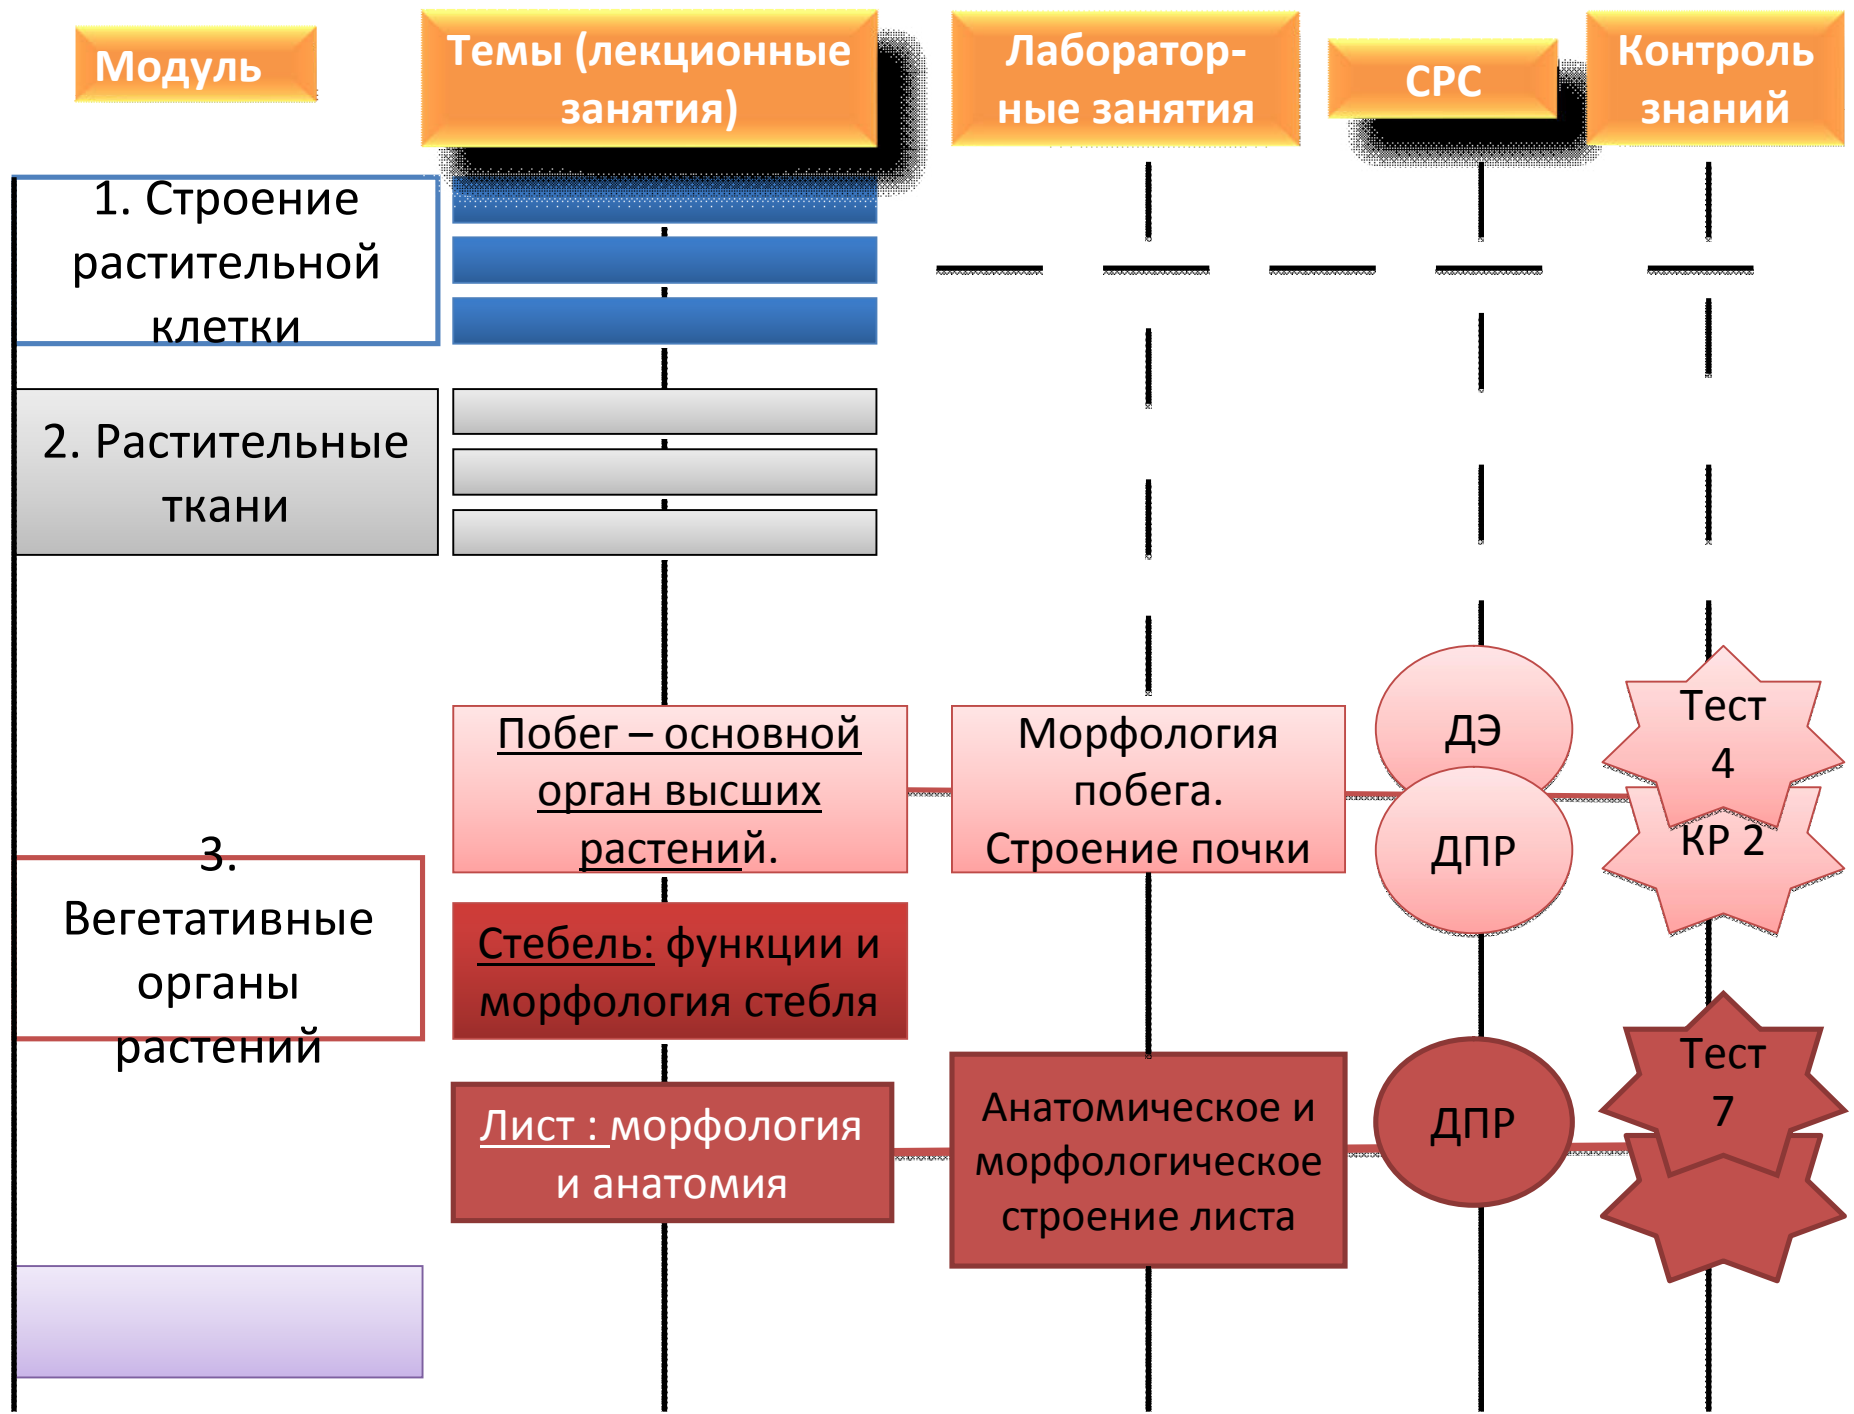 Модуль
Темы (лекционные
занятия)
Лаборатор-
ные занятия
СРС
Контроль
знаний
1. Строение
растительной
клетки
2. Растительные
ткани
3.
Вегетативные
органы
растений
Побег – основной
орган высших
растений.
Морфология
побега.
Строение почки
ДЭ
ДПР
Тест
4
КР 2
Стебель: функции и
морфология стебля
Лист : морфология
и анатомия
Анатомическое и
морфологическое
строение листа
ДПР
Тест
7